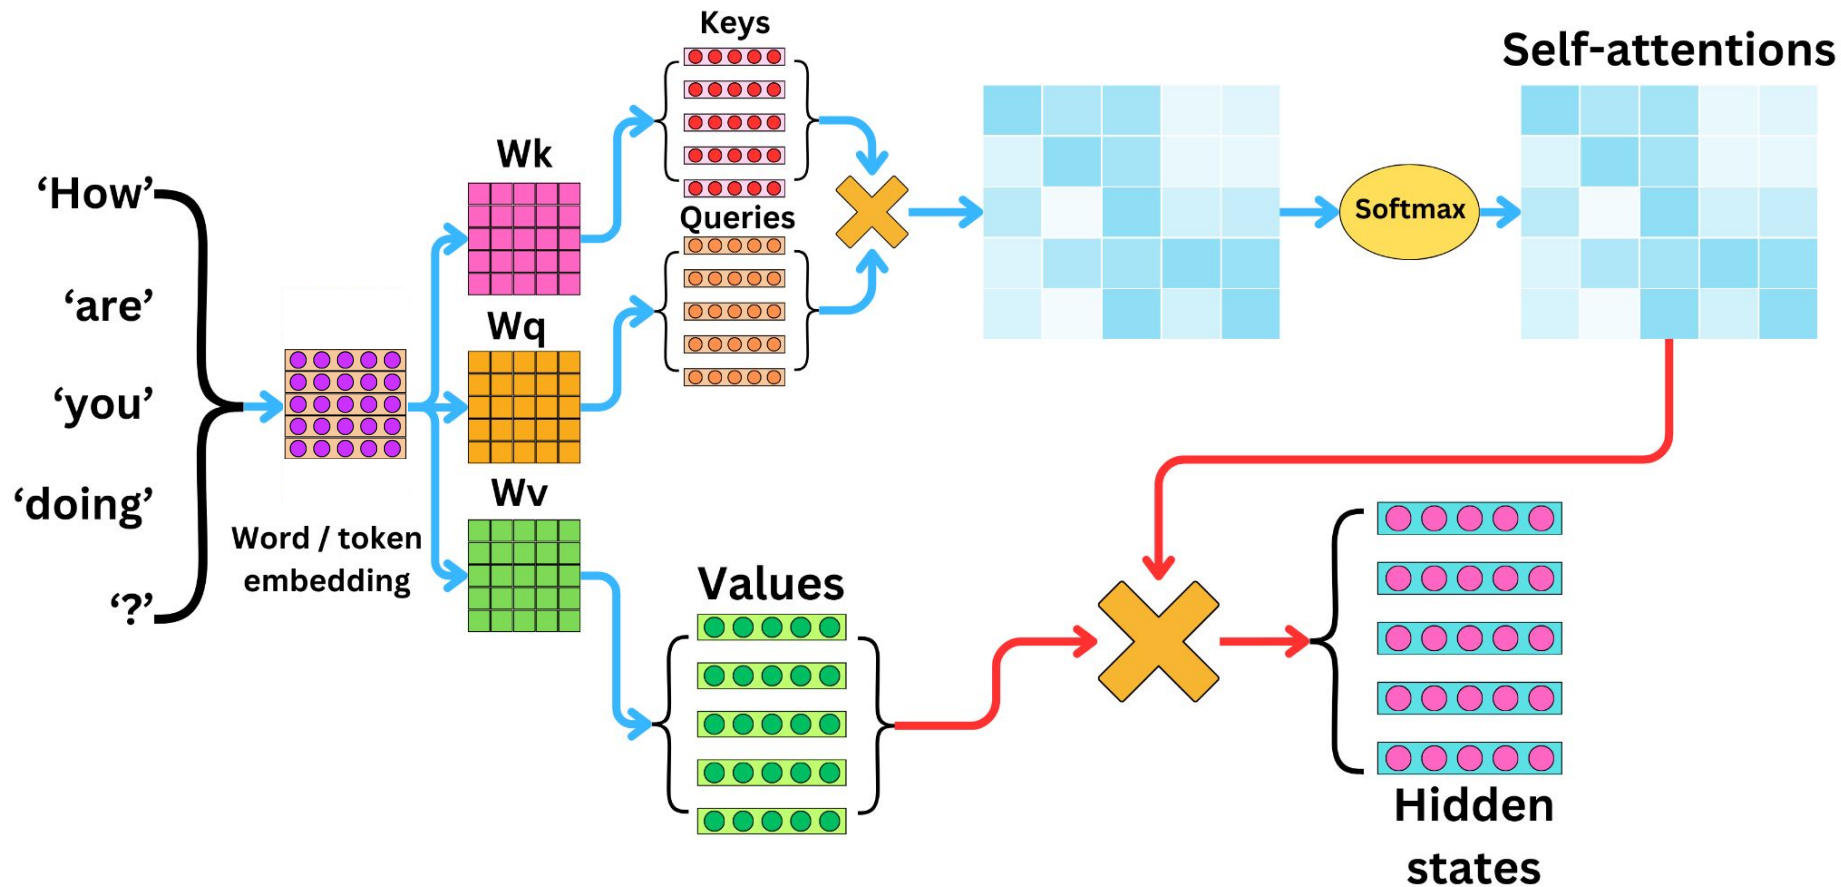 Keys
Self-attentions
Wk
‘How’
Queries
Softmax
‘are’
Wq
‘you’
Wv
‘doing’
Word / token
embedding
Values
‘?’
Hidden
states